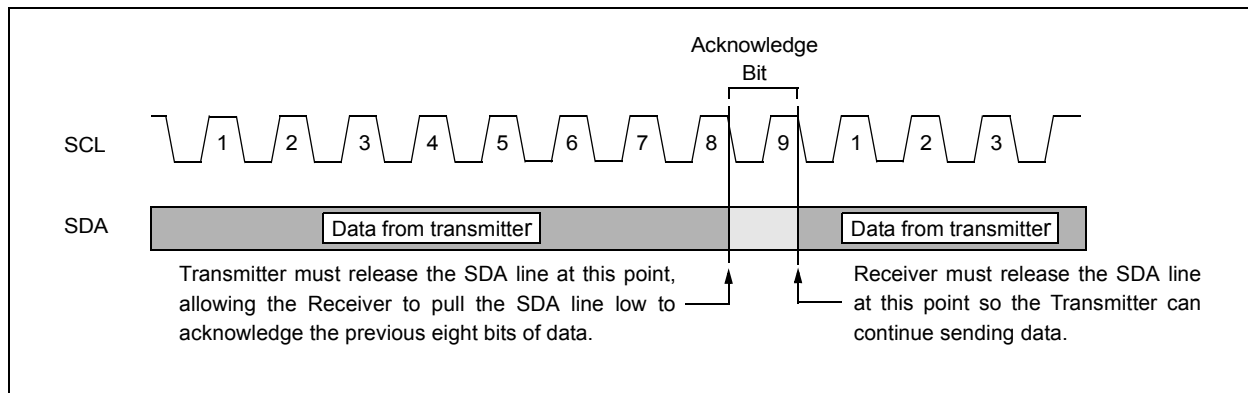 Acknowledge
Bit
SCL
1 2 3 4 5 6 7 8 9 1 2 3
SDA
Data from transmitter Data from transmitter
Transmitter must release the SDA line at this point,
allowing the Receiver to pull the SDA line low to
acknowledge the previous eight bits of data.
Receiver must release the SDA line
at this point so the Transmitter can
continue sending data.